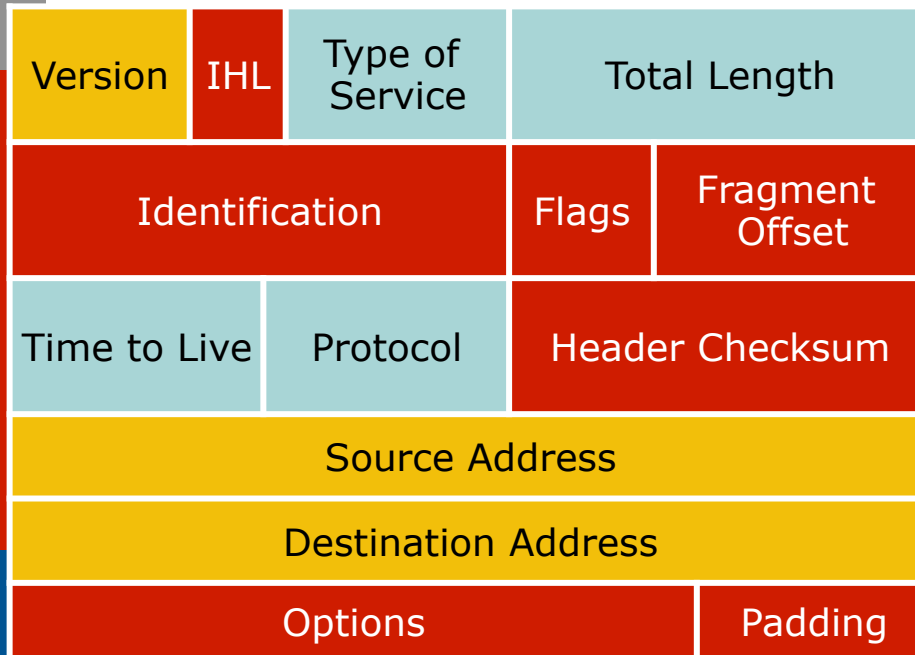 Version IHL Type of Service Total Length
Identification Flags Fragment Offset
Time to Live Protocol Header Checksum
Source Address
Destination Address
Options Padding